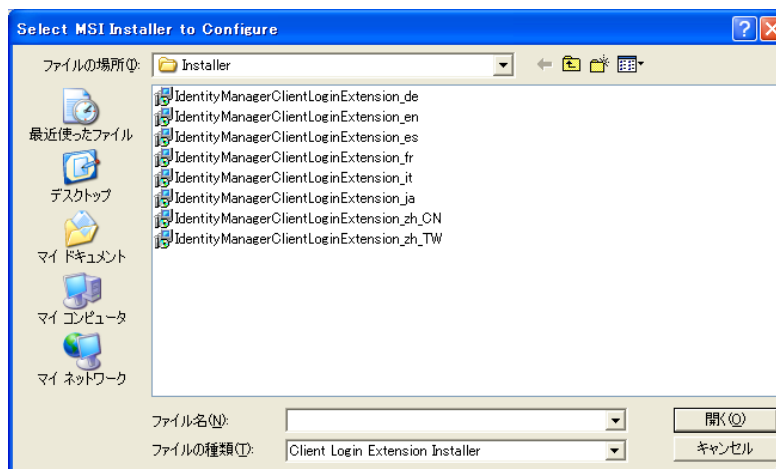 Select MSI Installer to Configure
ファイルの場所(I):
Installer
最近使ったファイル
デスクトップ
マイ ドキュメント
マイ コンピュータ
マイ ネットワーク
IdentityManagerClientLoginExtension_de
IdentityManagerClientLoginExtension_en
IdentityManagerClientLoginExtension_es
IdentityManagerClientLoginExtension_fr
IdentityManagerClientLoginExtension_it
IdentityManagerClientLoginExtension_ja
IdentityManagerClientLoginExtension_zh_CN
IdentityManagerClientLoginExtension_zh_TW
ファイル名(N):
開く(O)
ファイルの種類(T):
Client Login Extension Installer
キャンセル